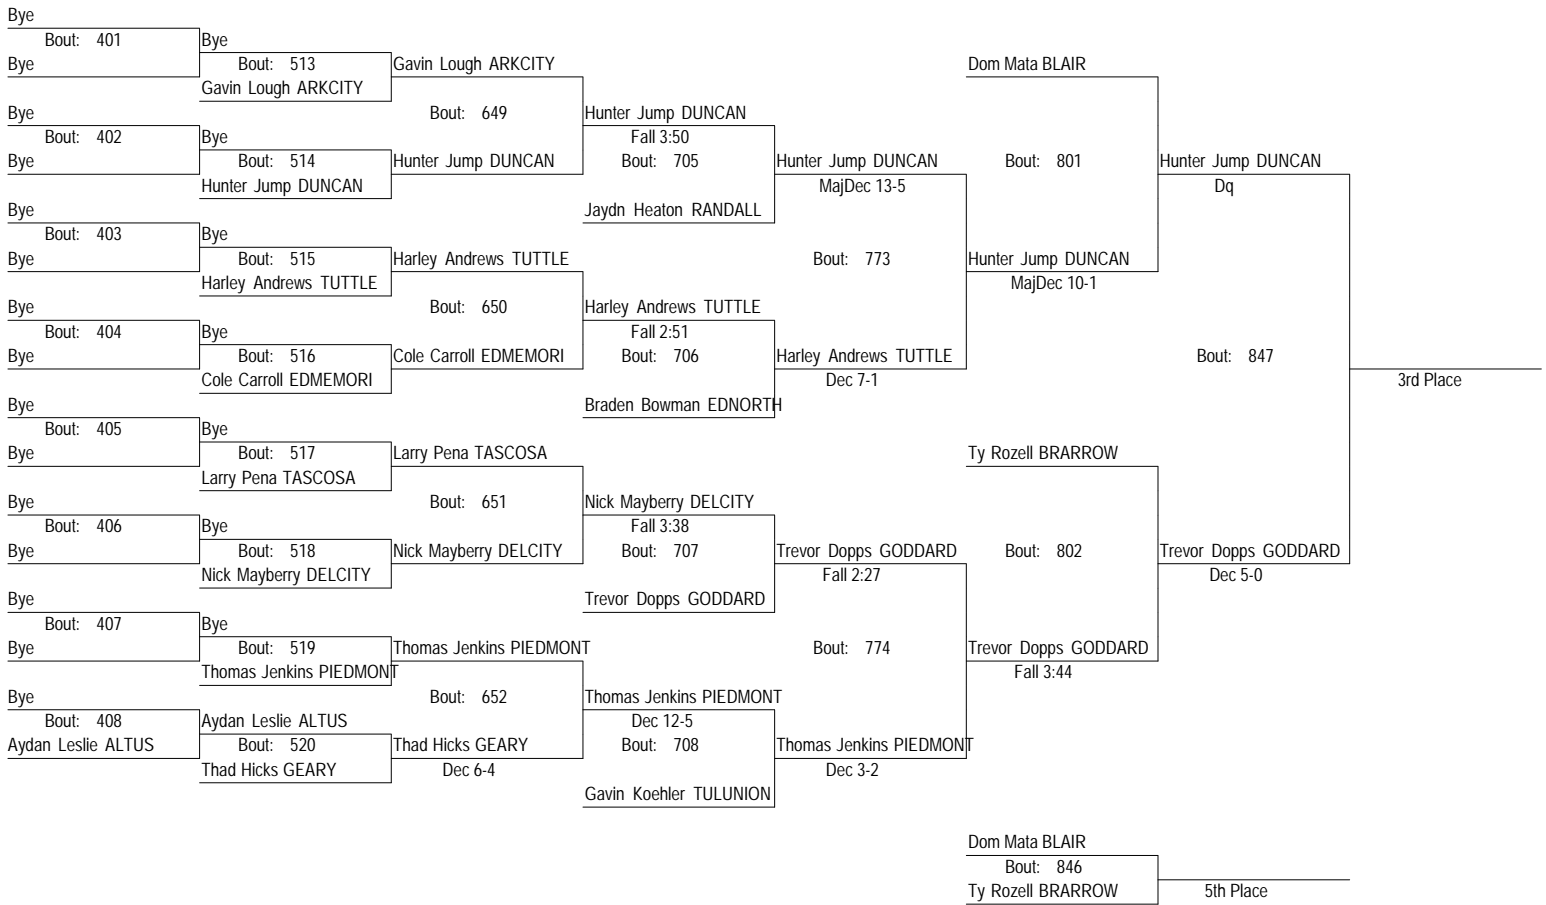 Bye
Bout: 401 Bye
Bye Bout: 513 Gavin Lough ARKCITY Dom Mata BLAIR
Gavin Lough ARKCITY
Bye Bout: 649 Hunter Jump DUNCAN
Bout: 402 Bye Fall 3:50
Bye Bout: 514 Hunter Jump DUNCAN Bout: 705 Hunter Jump DUNCAN Bout: 801 Hunter Jump DUNCAN
Hunter Jump DUNCAN MajDec 13-5 Dq
Bye Jaydn Heaton RANDALL
Bout: 403 Bye
Bye Bout: 515 Harley Andrews TUTTLE Bout: 773 Hunter Jump DUNCAN
Harley Andrews TUTTLE MajDec 10-1
Bye Bout: 650 Harley Andrews TUTTLE
Bout: 404 Bye Fall 2:51
Bye Bout: 516 Cole Carroll EDMEMORI Bout: 706 Harley Andrews TUTTLE Bout: 847
Cole Carroll EDMEMORI Dec 7-1 3rd Place
Bye Braden Bowman EDNORTH
Bout: 405 Bye
Bye Bout: 517 Larry Pena TASCOSA Ty Rozell BRARROW
Larry Pena TASCOSA
Bye Bout: 651 Nick Mayberry DELCITY
Bout: 406 Bye Fall 3:38
Bye Bout: 518 Nick Mayberry DELCITY Bout: 707 Trevor Dopps GODDARD Bout: 802 Trevor Dopps GODDARD
Nick Mayberry DELCITY Fall 2:27 Dec 5-0
Bye Trevor Dopps GODDARD
Bout: 407 Bye
Bye Bout: 519 Thomas Jenkins PIEDMONT Bout: 774 Trevor Dopps GODDARD
Thomas Jenkins PIEDMONT Fall 3:44
Bye Bout: 652 Thomas Jenkins PIEDMONT
Bout: 408 Aydan Leslie ALTUS Dec 12-5
Aydan Leslie ALTUS Bout: 520 Thad Hicks GEARY Bout: 708 Thomas Jenkins PIEDMONT
Thad Hicks GEARY Dec 6-4 Dec 3-2
Gavin Koehler TULUNION
Dom Mata BLAIR
Bout: 846
Ty Rozell BRARROW 5th Place